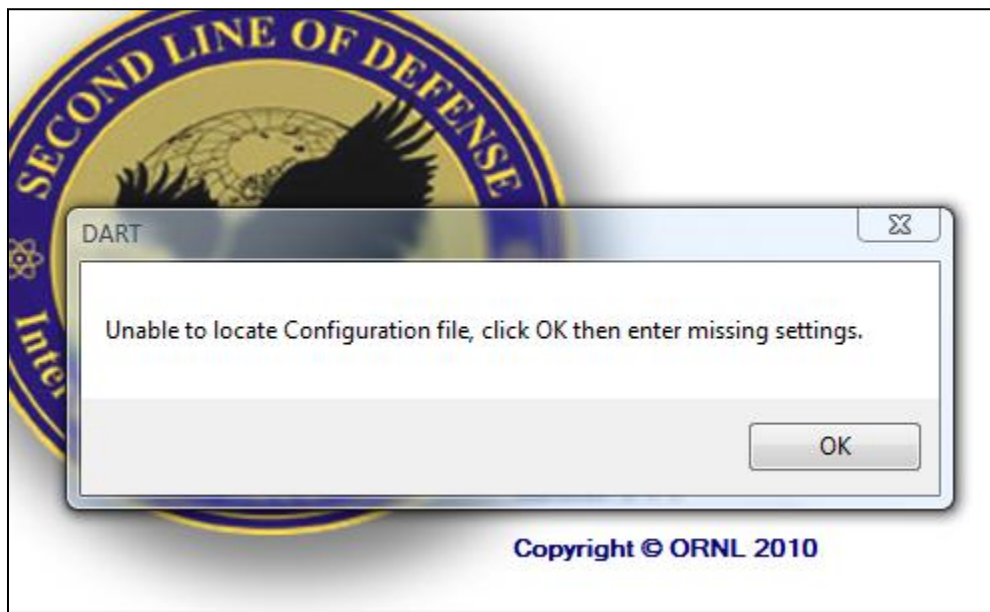 SECOND LINE OF DEFENSE
DART
Unable to locate Configuration file, click OK then enter missing settings.
OK
Copyright © ORNL 2010